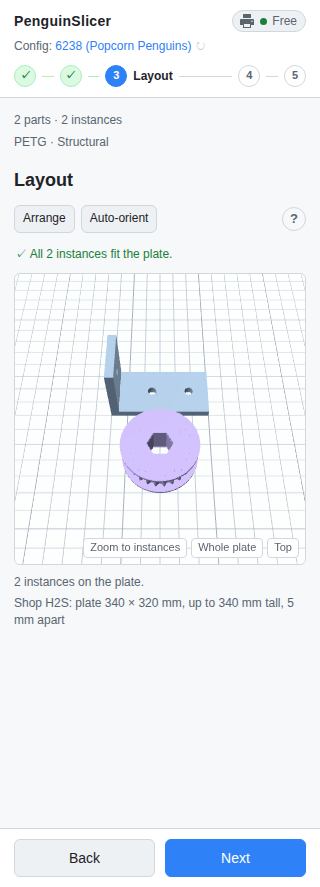 PenguinSlicer
Free
Config: 6238 (Popcorn Penguins)
✓ ✓ 3 Layout 4 5
2 parts · 2 instances
PETG · Structural
Layout
Arrange Auto-orient ?
✓ All 2 instances fit the plate.
Zoom to instances Whole plate Top
2 instances on the plate.
Shop H2S: plate 340 × 320 mm, up to 340 mm tall, 5
mm apart
Back Next